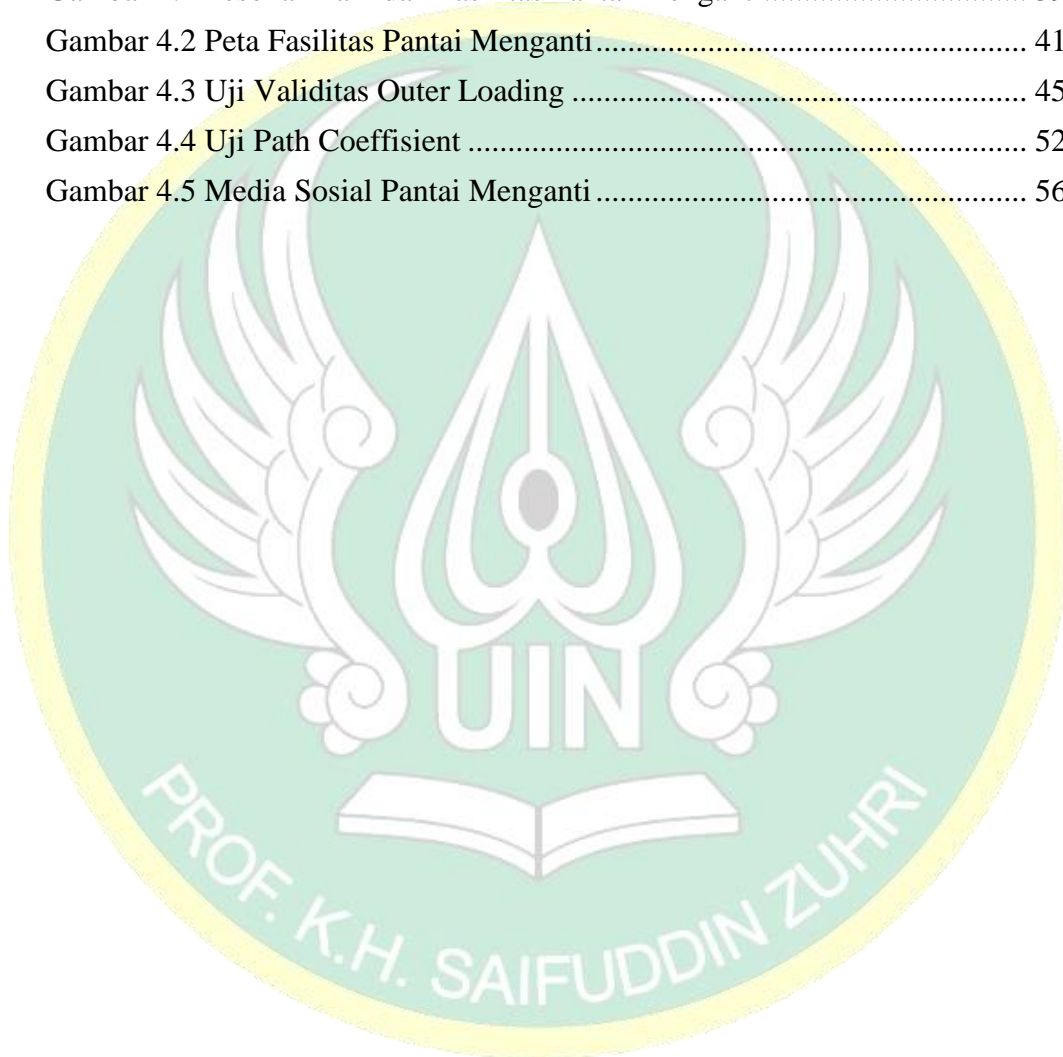 Gambar 4.2 Peta Fasilitas Pantai Menganti ........................................................ 41
Gambar 4.3 Uji Validitas Outer Loading ........................................................... 45
Gambar 4.4 Uji Path Coeffisient ......................................................................... 52
Gambar 4.5 Media Sosial Pantai Menganti ........................................................ 56
UIN
PROF. K.H. SAIFUDDIN ZUHRI